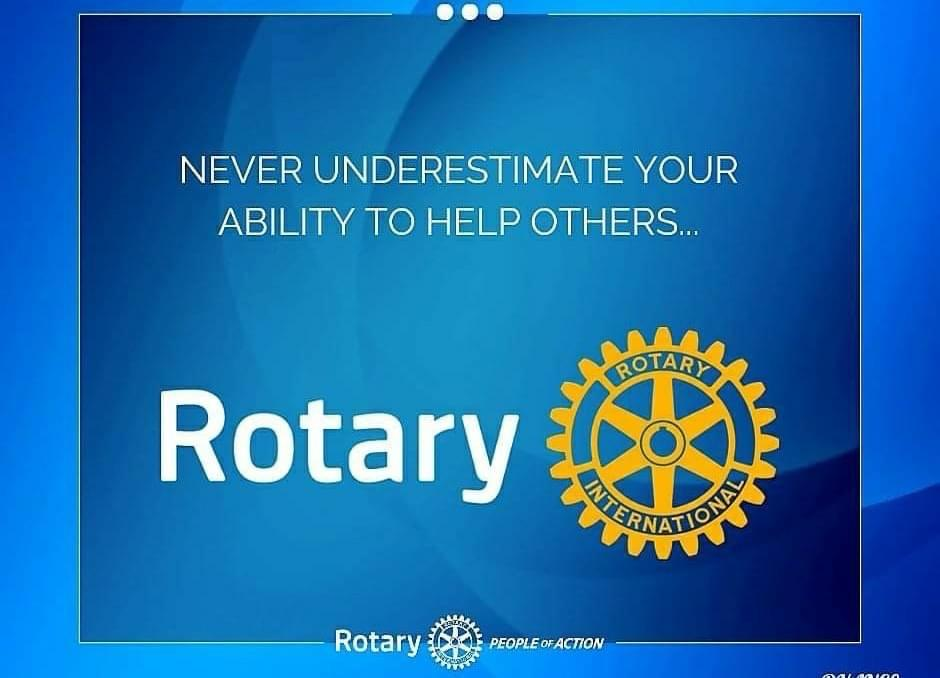 NEVER UNDERESTIMATE YOUR
ABILITY TO HELP OTHERS...
Rotary
ROTARY
INTERNATIONAL
Rotary
PEOPLE OF ACTION